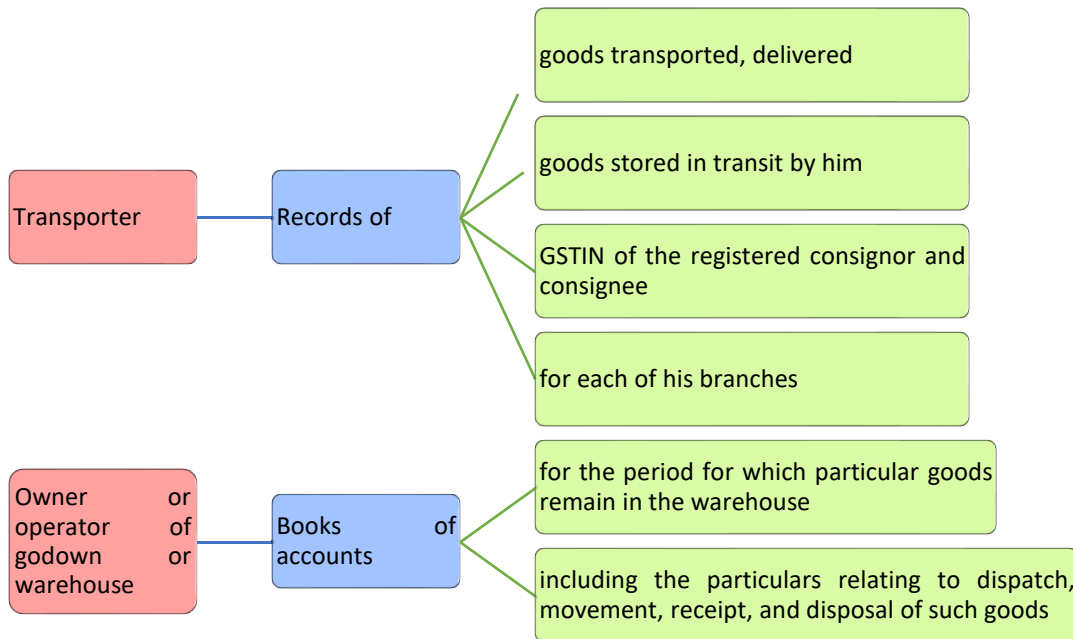 Transporter
Records of
goods transported, delivered
goods stored in transit by him
GSTIN of the registered consignor and
consignee
for each of his branches
Owner or
operator of
godown or
warehouse
Books of
accounts
for the period for which particular goods
remain in the warehouse
including the particulars relating to dispatch,
movement, receipt, and disposal of such goods